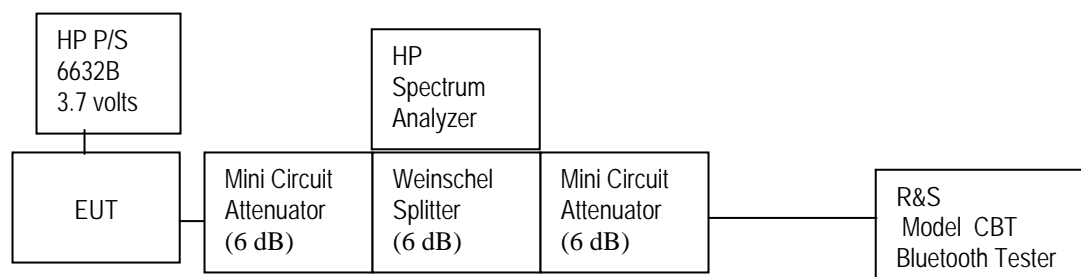 HP P/S
6632B
3.7 volts
HP
Spectrum
Analyzer
EUT
Mini Circuit
Attenuator
(6 dB)
Weinschel
Splitter
(6 dB)
Mini Circuit
Attenuator
(6 dB)
R&S
Model CBT
Bluetooth Tester